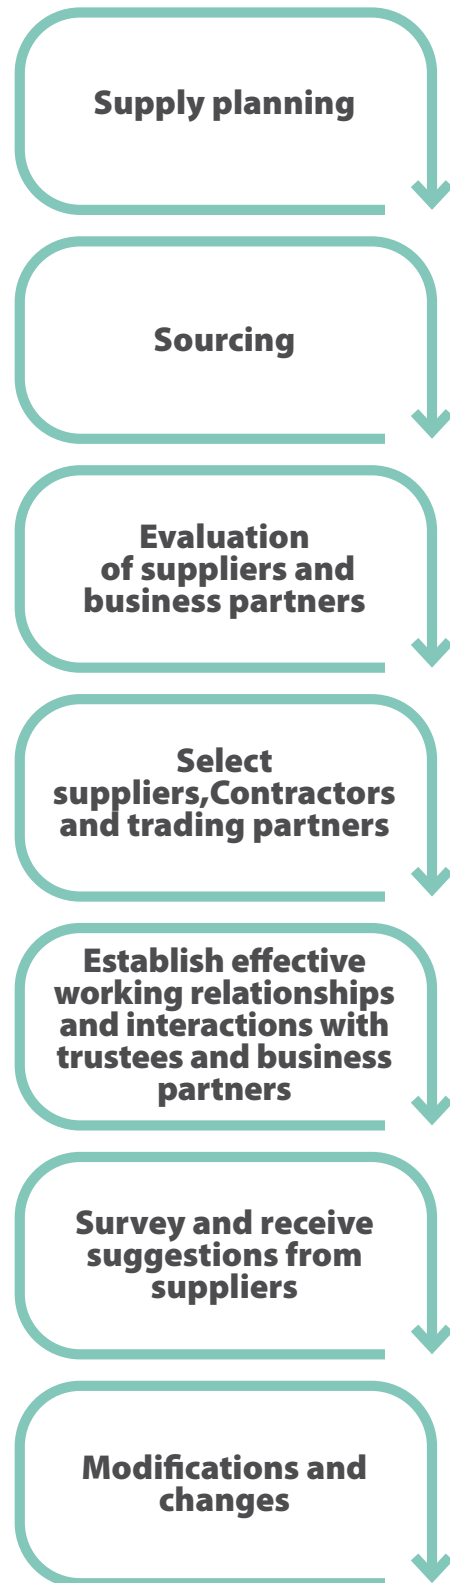 Supply planning
Sourcing
Evaluation
of suppliers and
business partners
Select
suppliers,Contractors
and trading partners
Establish effective
working relationships
and interactions with
trustees and business
partners
Survey and receive
suggestions from
suppliers
Modifications and
changes